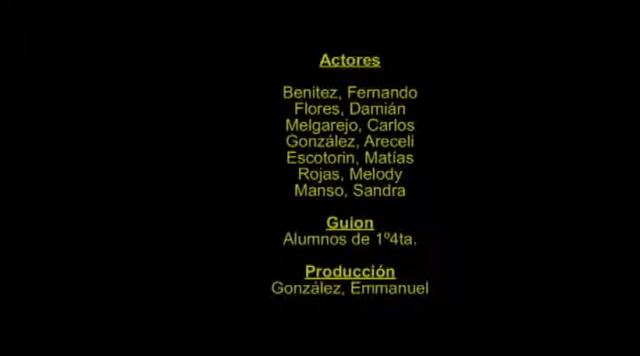 Actores
Benitez, Fernando
Flores, Damián
Melgarejo, Carlos
González, Areceli
Escotorin, Matías
Rojas, Melody
Manso, Sandra
Guion
Alumnos de 1º4ta.
Producción
González, Emmanuel